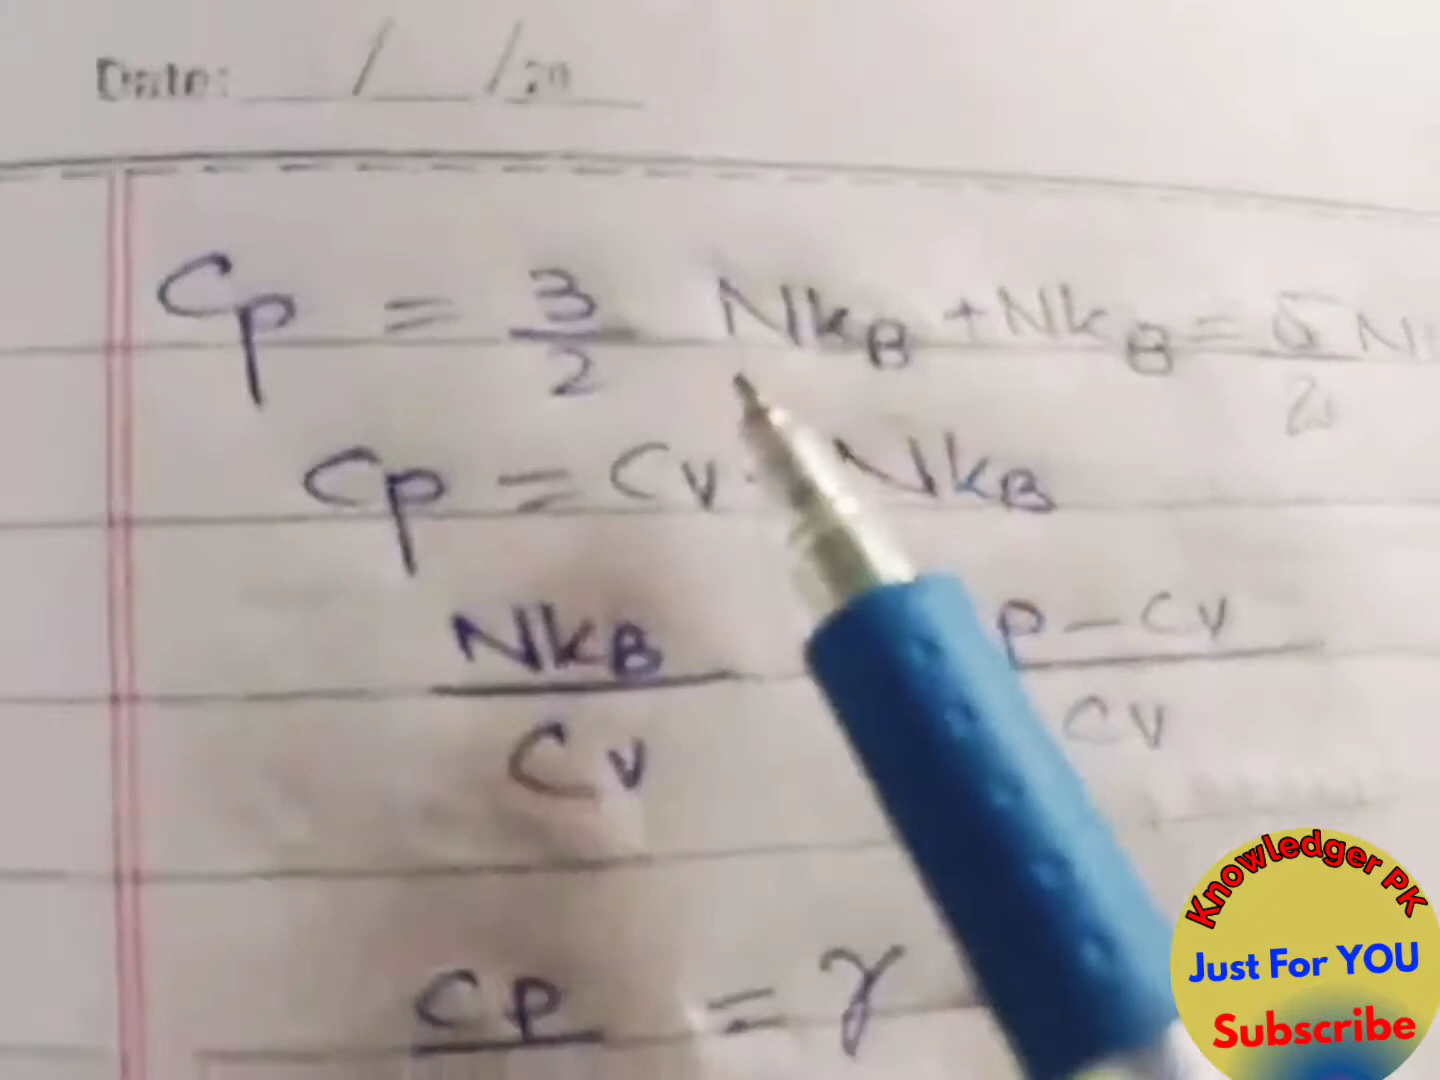 Date: / /20
Cp = 3/2 NkB + NkB = 5/2 N
Cp = Cv NkB
NkB/Cv p - Cv/Cv
Cp = γ
Knowledger PK
Just For YOU
Subscribe